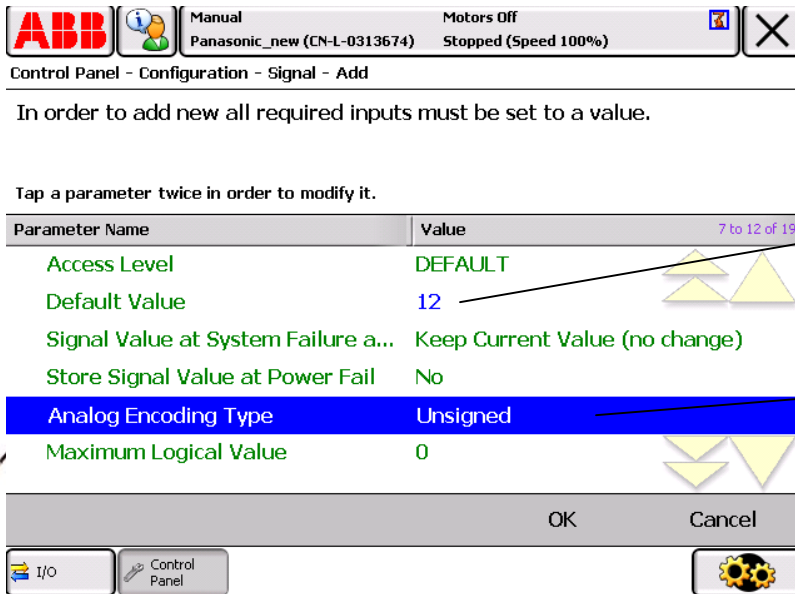 ABB
Manual
Panasonic_new (CN-L-0313674)
Motors Off
Stopped (Speed 100%)
Control Panel - Configuration - Signal - Add
In order to add new all required inputs must be set to a value.
Tap a parameter twice in order to modify it.
Parameter Name Value 7 to 12 of 19
Access Level DEFAULT
Default Value 12
Signal Value at System Failure a... Keep Current Value (no change)
Store Signal Value at Power Fail No
Analog Encoding Type Unsigned
Maximum Logical Value 0
OK Cancel
I/O
Control
Panel